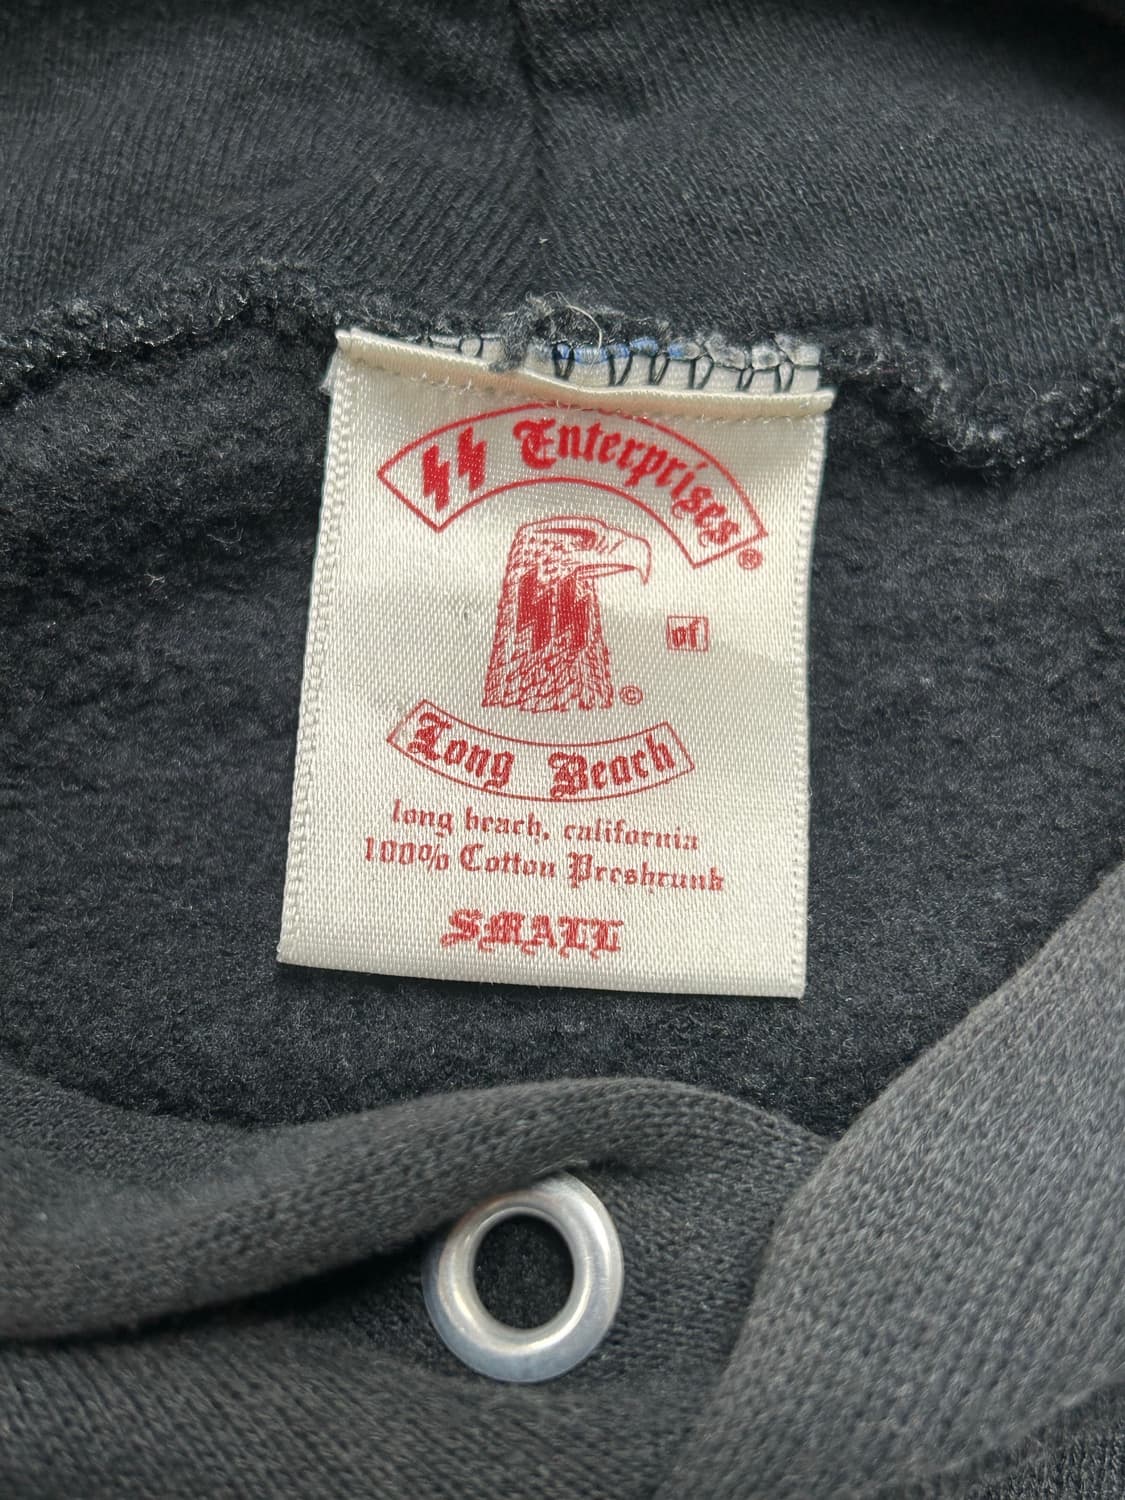 SS Enterprises®
of
©
Long Beach
long beach, california
100% Cotton Preshrunk
SMALL